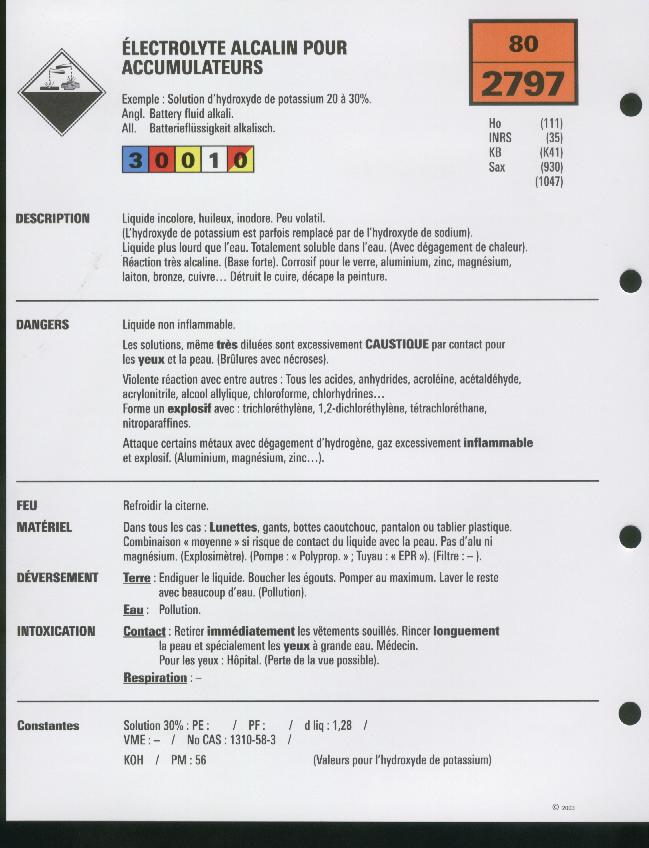 ÉLECTROLYTE ALCALIN POUR
ACCUMULATEURS
Exemple : Solution d'hydroxyde de potassium 20 à 30%.
Angl. Battery fluid alkali.
All. Batterieflüssigkeit alkalisch.
3 0 0 1 0
80
2797
Ho (111)
INRS (35)
KB (K41)
Sax (930)
(1047)
DESCRIPTION
Liquide incolore, huileux, inodore. Peu volatil.
(L'hydroxyde de potassium est parfois remplacé par de l'hydroxyde de sodium).
Liquide plus lourd que l'eau. Totalement soluble dans l'eau. (Avec dégagement de chaleur).
Réaction très alcaline. (Base forte). Corrosif pour le verre, aluminium, zinc, magnésium,
laiton, bronze, cuivre... Détruit le cuire, décape la peinture.
DANGERS
Liquide non inflammable.
Les solutions, même très diluées sont excessivement CAUSTIQUE par contact pour
les yeux et la peau. (Brûlures avec nécroses).
Violente réaction avec entre autres : Tous les acides, anhydrides, acroléine, acétaldéhyde,
acrylonitrile, alcool allylique, chloroforme, chlorhydrines...
Forme un explosif avec : trichloréthylène, 1,2-dichloréthylène, tétrachloréthane,
nitroparaffines.
Attaque certains métaux avec dégagement d'hydrogène, gaz excessivement inflammable
et explosif. (Aluminium, magnésium, zinc...).
FEU
Refroidir la citerne.
MATÉRIEL
Dans tous les cas : Lunettes, gants, bottes caoutchouc, pantalon ou tablier plastique.
Combinaison « moyenne » si risque de contact du liquide avec la peau. Pas d'alu ni
magnésium. (Explosimètre). (Pompe : « Polyprop. » ; Tuyau : « EPR »). (Filtre : – ).
DÉVERSEMENT
Terre : Endiguer le liquide. Boucher les égouts. Pomper au maximum. Laver le reste
avec beaucoup d'eau. (Pollution).
Eau : Pollution.
INTOXICATION
Contact : Retirer immédiatement les vêtements souillés. Rincer longuement
la peau et spécialement les yeux à grande eau. Médecin.
Pour les yeux : Hôpital. (Perte de la vue possible).
Respiration : –
Constantes
Solution 30% : PE : / PF : / d liq : 1,28 /
VME : – / No CAS : 1310-58-3 /
KOH / PM : 56 (Valeurs pour l'hydroxyde de potassium)
© 2003